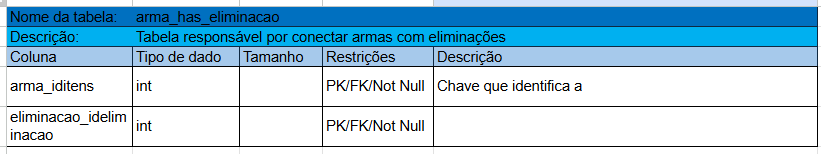 Nome da tabela: arma_has_eliminacao
Descrição: Tabela responsável por conectar armas com eliminações
Coluna Tipo de dado Tamanho Restrições Descrição
arma_iditens int PK/FK/Not Null Chave que identifica a
eliminacao_idelim
inacao int PK/FK/Not Null